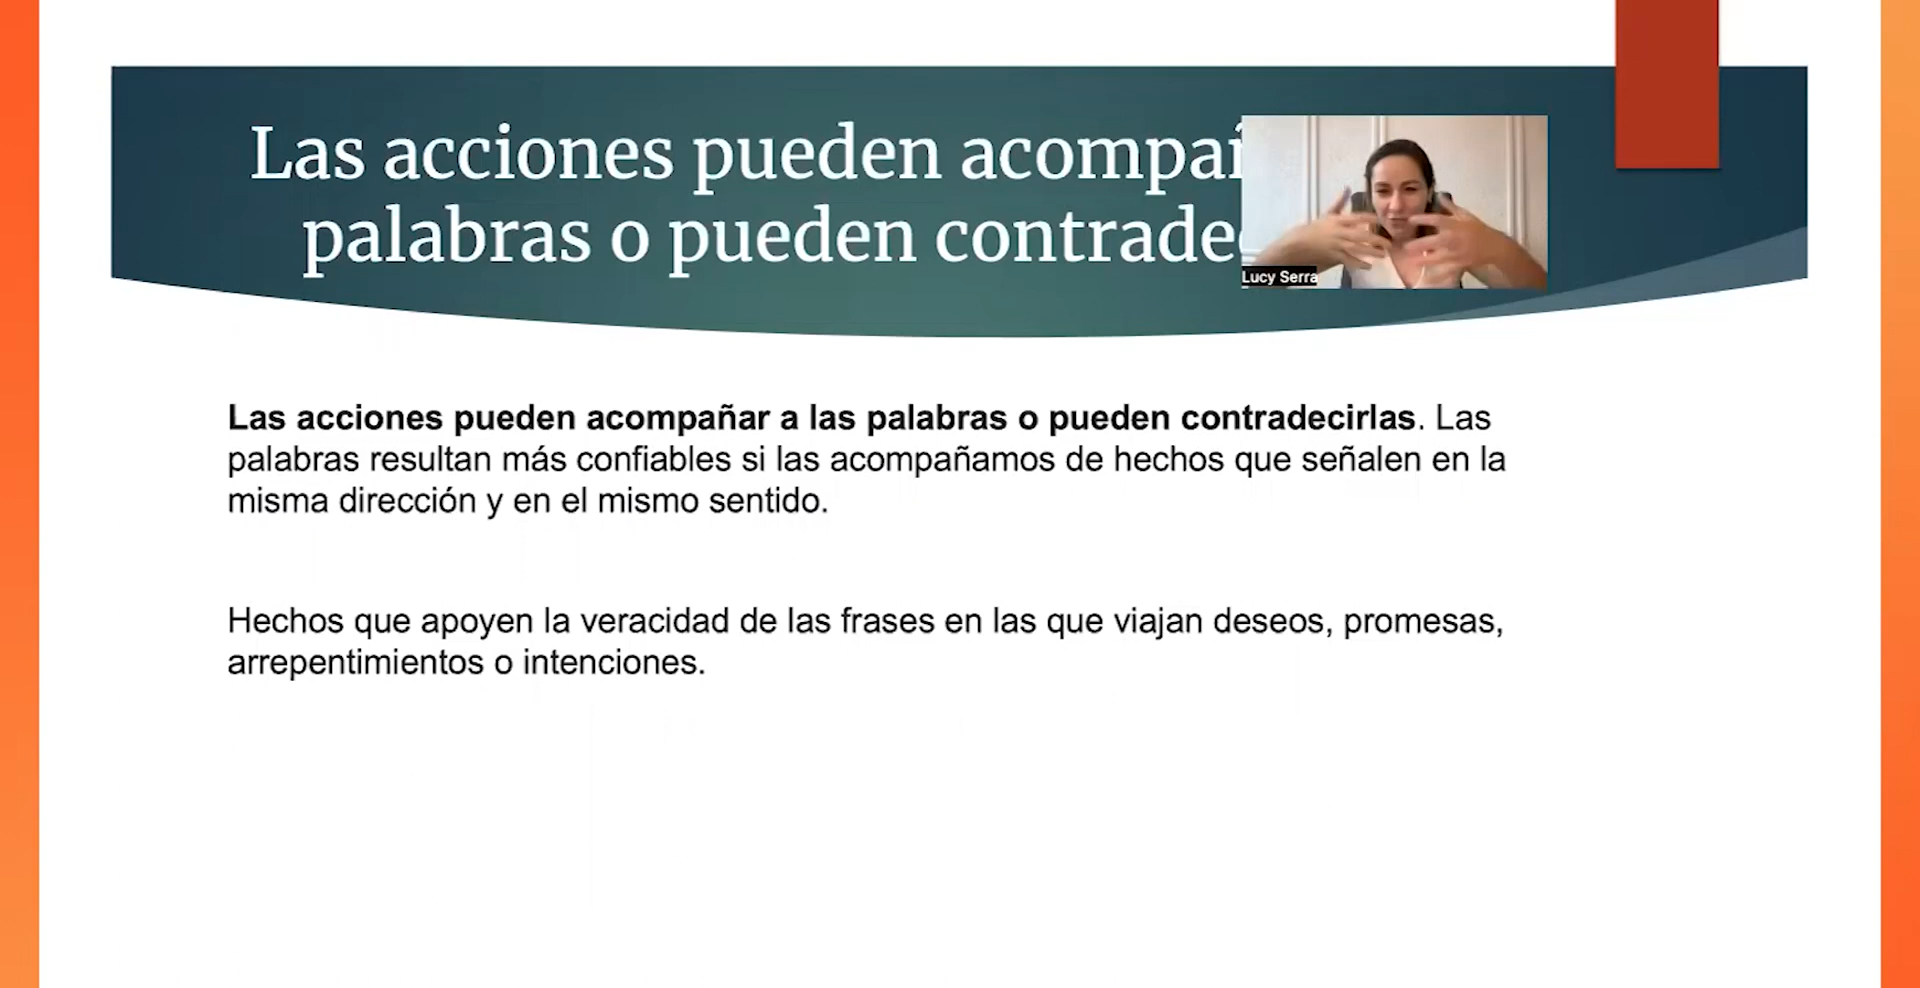 Las acciones pueden
palabras o pueden
Lucy Serra
Las acciones pueden acompañar a las palabras o pueden contradecirlas. Las
palabras resultan más confiables si las acompañamos de hechos que señalen en la
misma dirección y en el mismo sentido.
Hechos que apoyen la veracidad de las frases en las que viajan deseos, promesas,
arrepentimientos o intenciones.